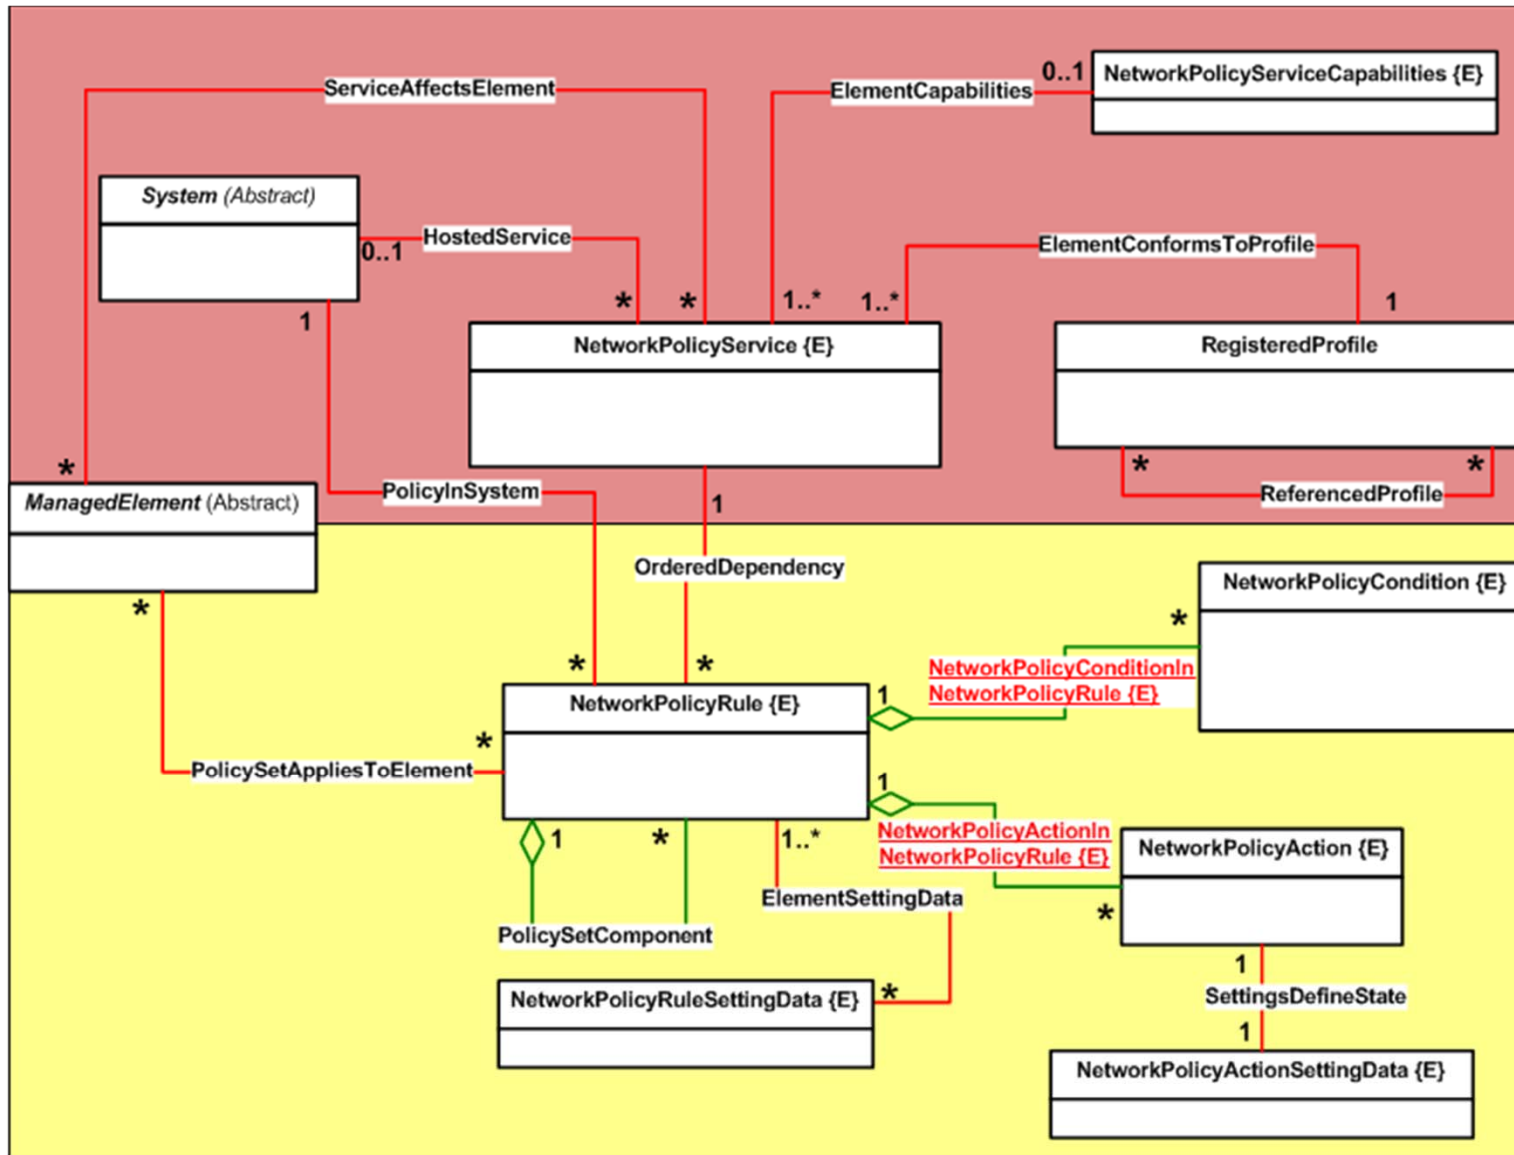 ServiceAffectsElement
ElementCapabilities
0..1
NetworkPolicyServiceCapabilities {E}
System (Abstract)
0..1
HostedService
ElementConformsToProfile
1
*
*
1..*
1..*
1
NetworkPolicyService {E}
RegisteredProfile
*
*
*
ManagedElement (Abstract)
PolicyInSystem
1
ReferencedProfile
OrderedDependency
NetworkPolicyCondition {E}
*
*
*
*
NetworkPolicyConditionIn
NetworkPolicyRule {E}
NetworkPolicyRule {E}
1
*
PolicySetAppliesToElement
1
1
*
1..*
NetworkPolicyActionIn
NetworkPolicyRule {E}
NetworkPolicyAction {E}
ElementSettingData
*
PolicySetComponent
1
NetworkPolicyRuleSettingData {E}
*
SettingsDefineState
1
NetworkPolicyActionSettingData {E}